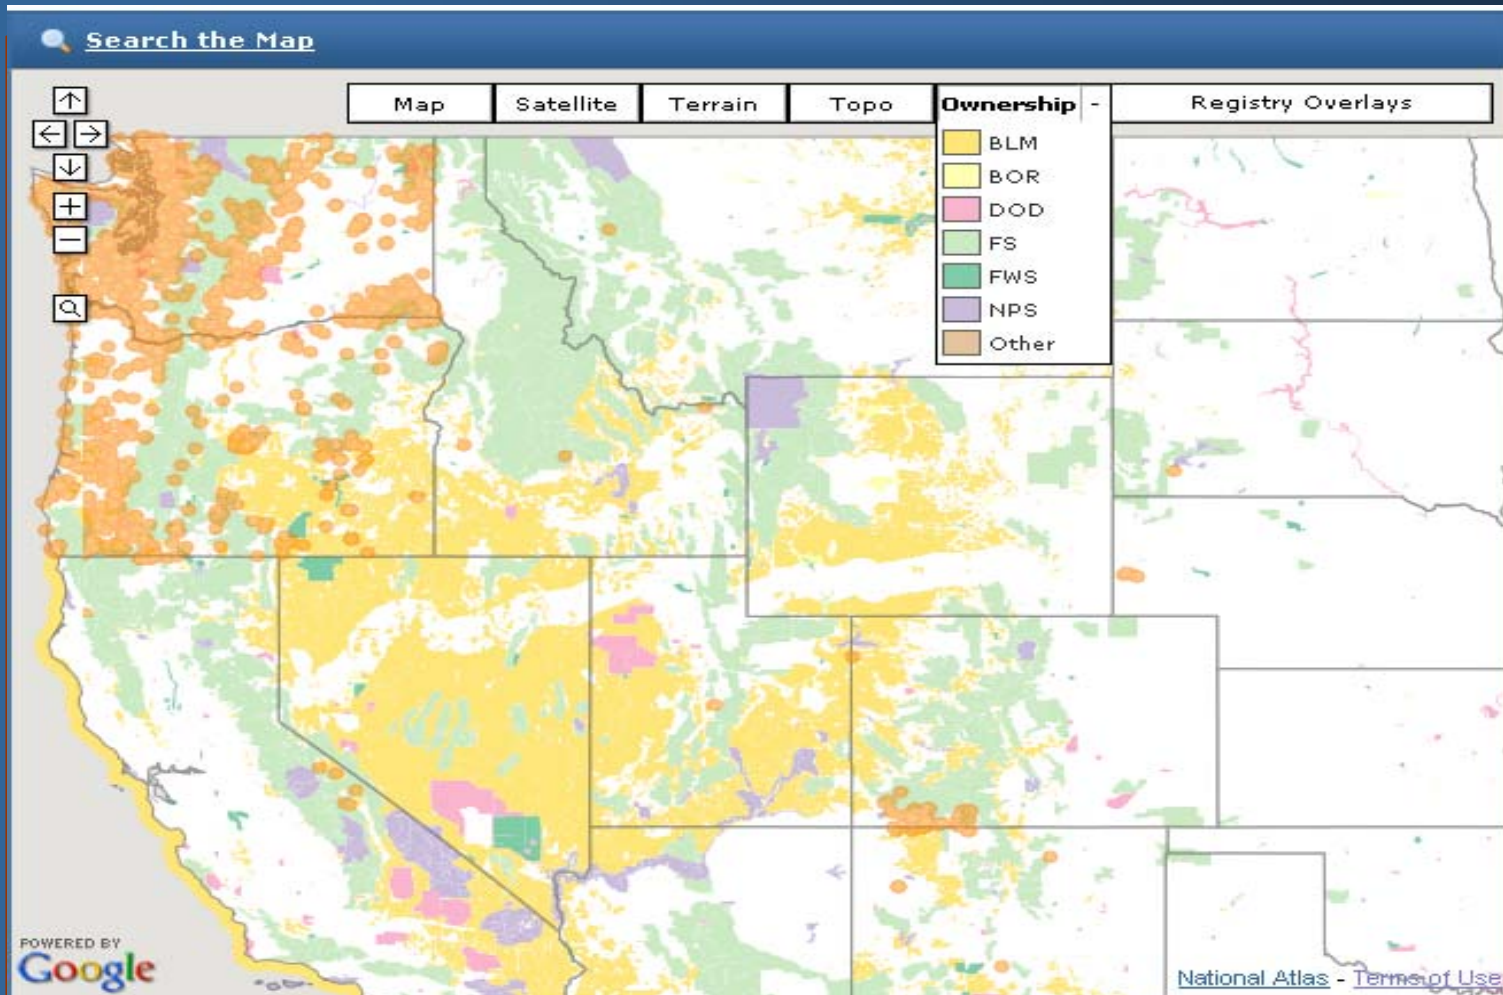 Search the Map
Map Satellite Terrain Topo Ownership - Registry Overlays
BLM
BOR
DOD
FS
FWS
NPS
Other
POWERED BY
Google
National Atlas - Terms of Use